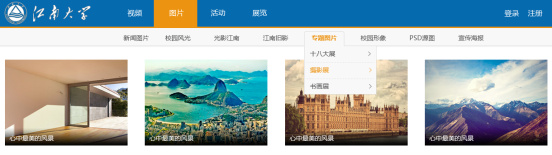 江南大学 视频 图片 活动 展览 登录 注册
新闻图片 校园风光 光影江南 江南旧影 专题图片 校园形象 PSD源图 宣传海报
十八大展
摄影展
书画展
心中最美的风景 心中最美的风景 心中最美的风景 心中最美的风景